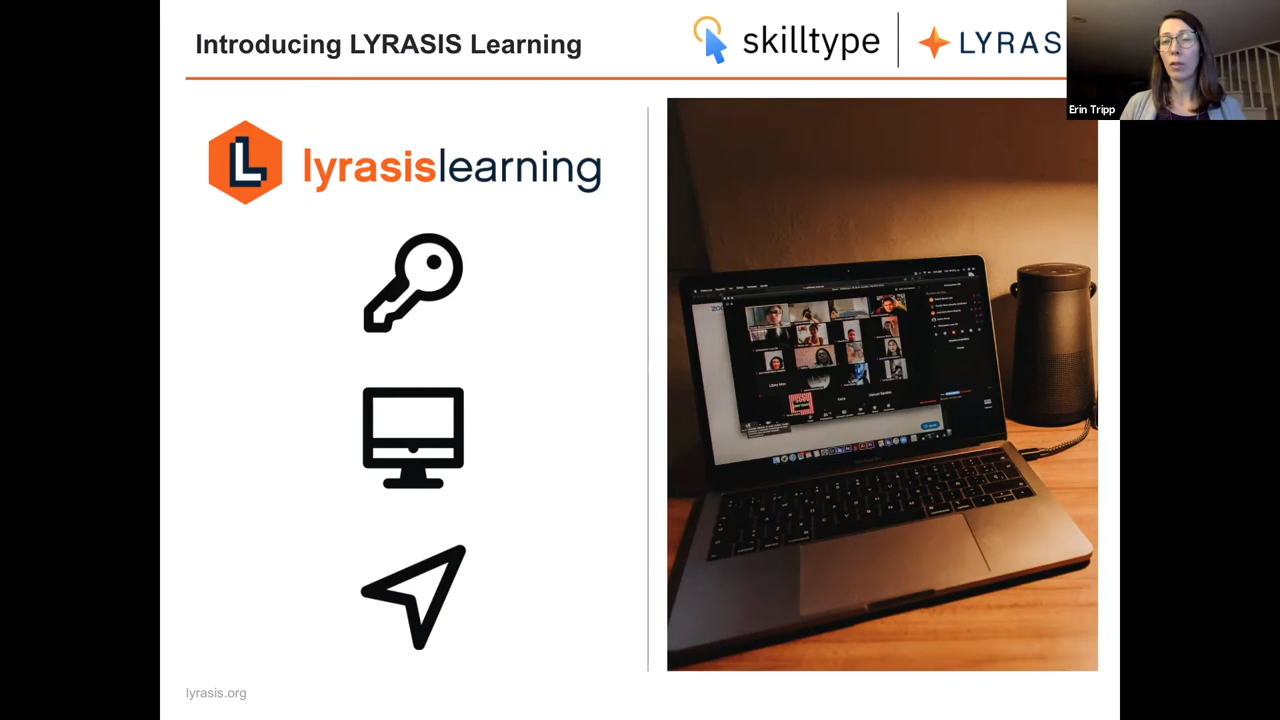 Introducing LYRASIS Learning
skilltype
LYRAS
Erin Tripp
lyrasislearning
lyrasis.org